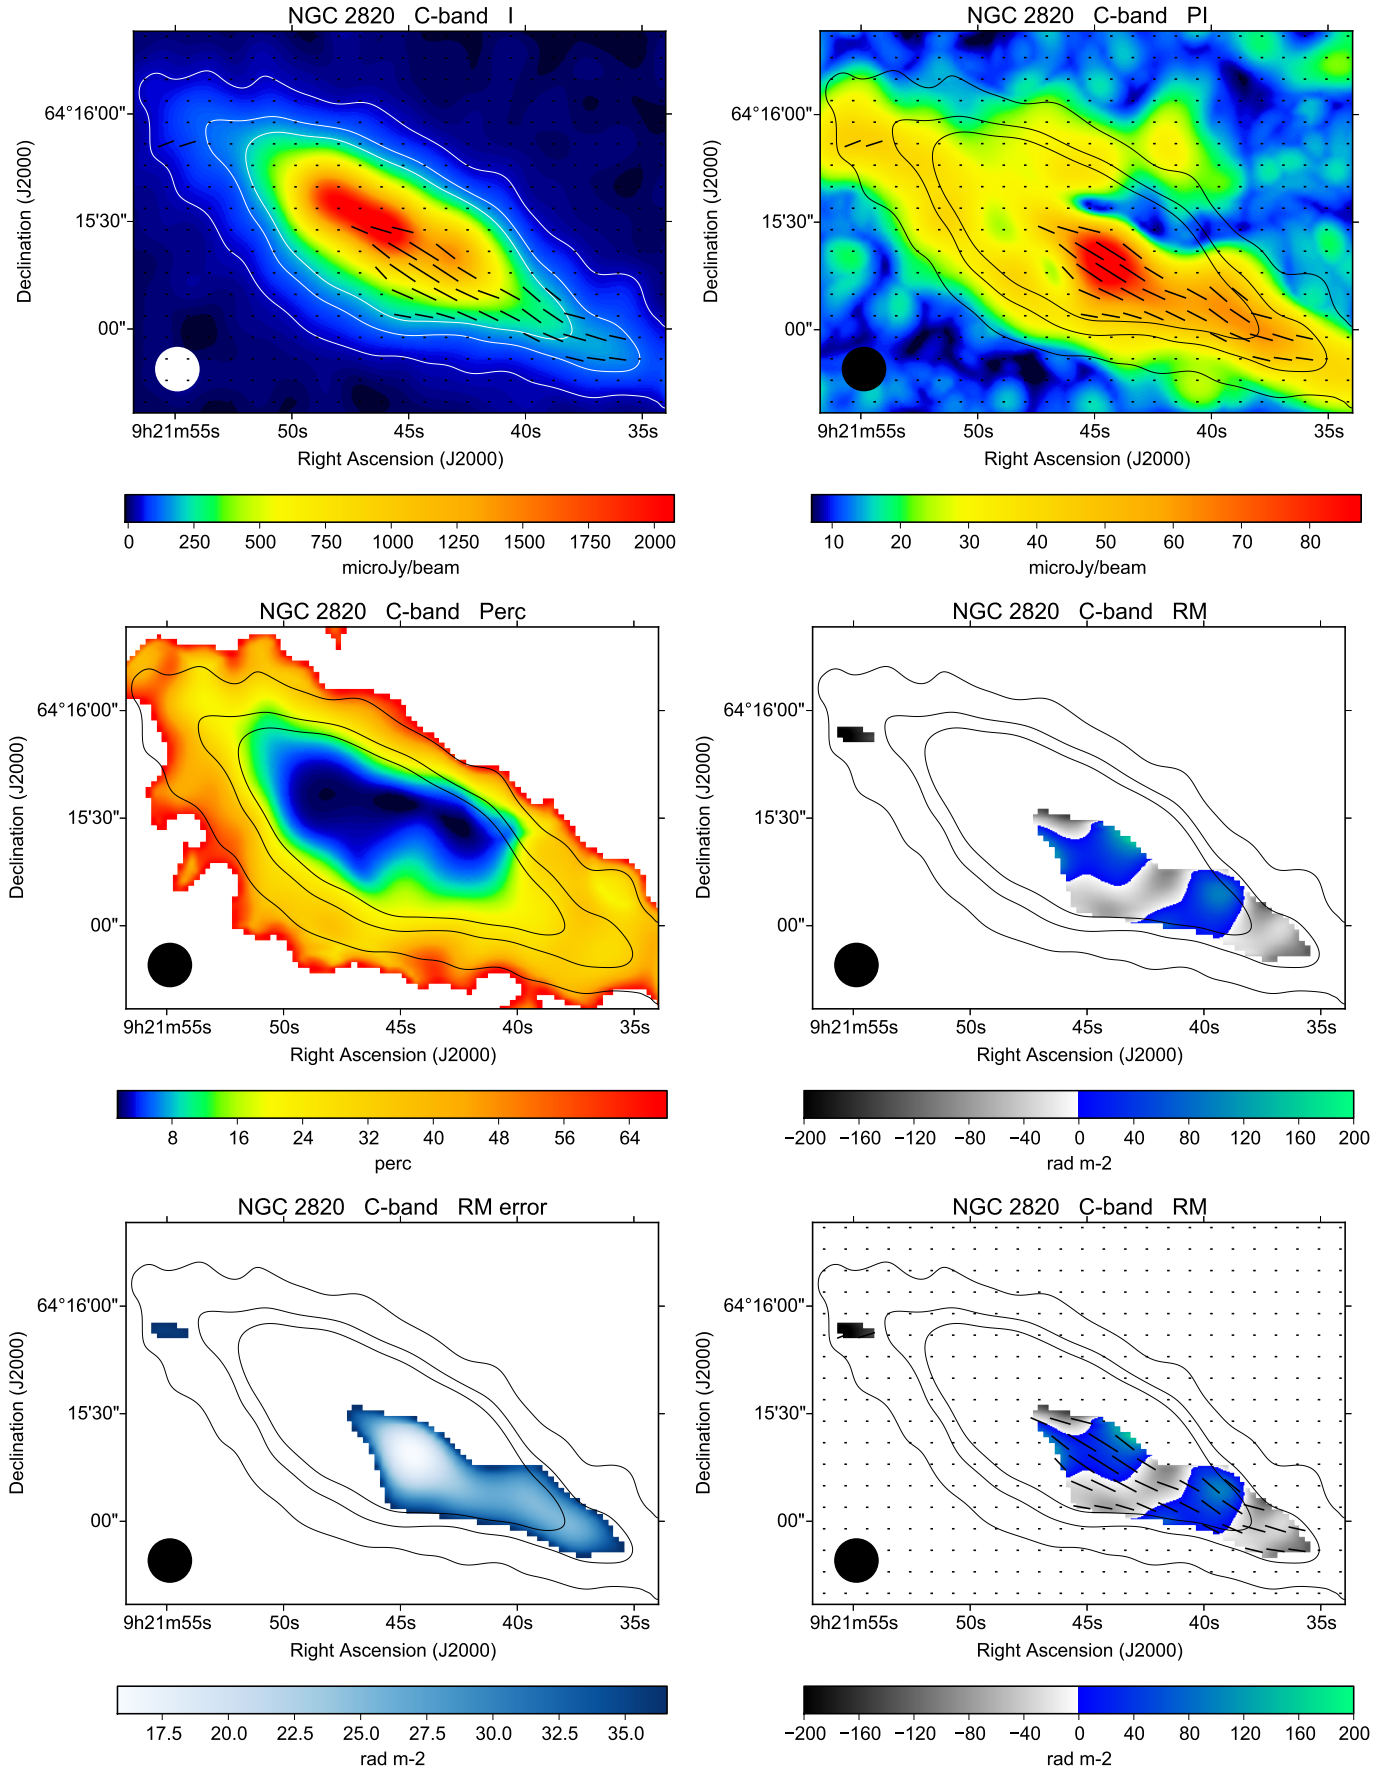 NGC 2820 C-band I
64°16'00"
15'30"
00"
Declination (J2000)
9h21m55s 50s 45s 40s 35s
Right Ascension (J2000)
0 250 500 750 1000 1250 1500 1750 2000
microJy/beam
NGC 2820 C-band PI
64°16'00"
15'30"
00"
Declination (J2000)
9h21m55s 50s 45s 40s 35s
Right Ascension (J2000)
10 20 30 40 50 60 70 80
microJy/beam
NGC 2820 C-band Perc
64°16'00"
15'30"
00"
Declination (J2000)
9h21m55s 50s 45s 40s 35s
Right Ascension (J2000)
8 16 24 32 40 48 56 64
perc
NGC 2820 C-band RM
64°16'00"
15'30"
00"
Declination (J2000)
9h21m55s 50s 45s 40s 35s
Right Ascension (J2000)
−200 −160 −120 −80 −40 0 40 80 120 160 200
rad m-2
NGC 2820 C-band RM error
64°16'00"
15'30"
00"
Declination (J2000)
9h21m55s 50s 45s 40s 35s
Right Ascension (J2000)
17.5 20.0 22.5 25.0 27.5 30.0 32.5 35.0
rad m-2
NGC 2820 C-band RM
64°16'00"
15'30"
00"
Declination (J2000)
9h21m55s 50s 45s 40s 35s
Right Ascension (J2000)
−200 −160 −120 −80 −40 0 40 80 120 160 200
rad m-2